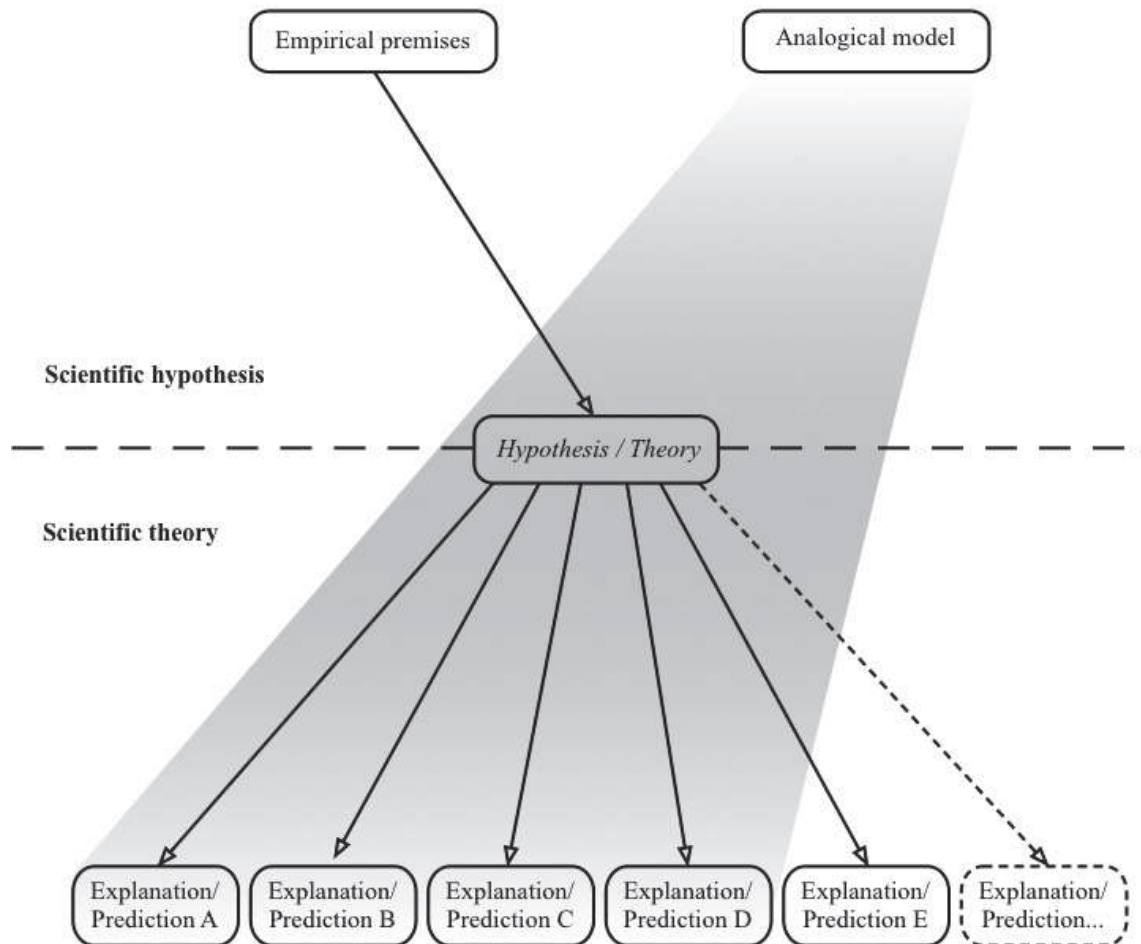 Empirical premises
Analogical model
Scientific hypothesis
Hypothesis / Theory
Scientific theory
Explanation/
Prediction A
Explanation/
Prediction B
Explanation/
Prediction C
Explanation/
Prediction D
Explanation/
Prediction E
Explanation/
Prediction...